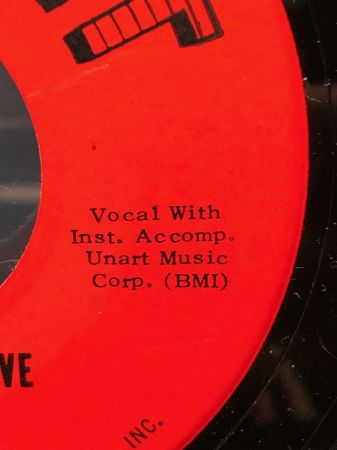 Vocal With
Inst. Accomp.
Unart Music
Corp. (BMI)
VE
INC.